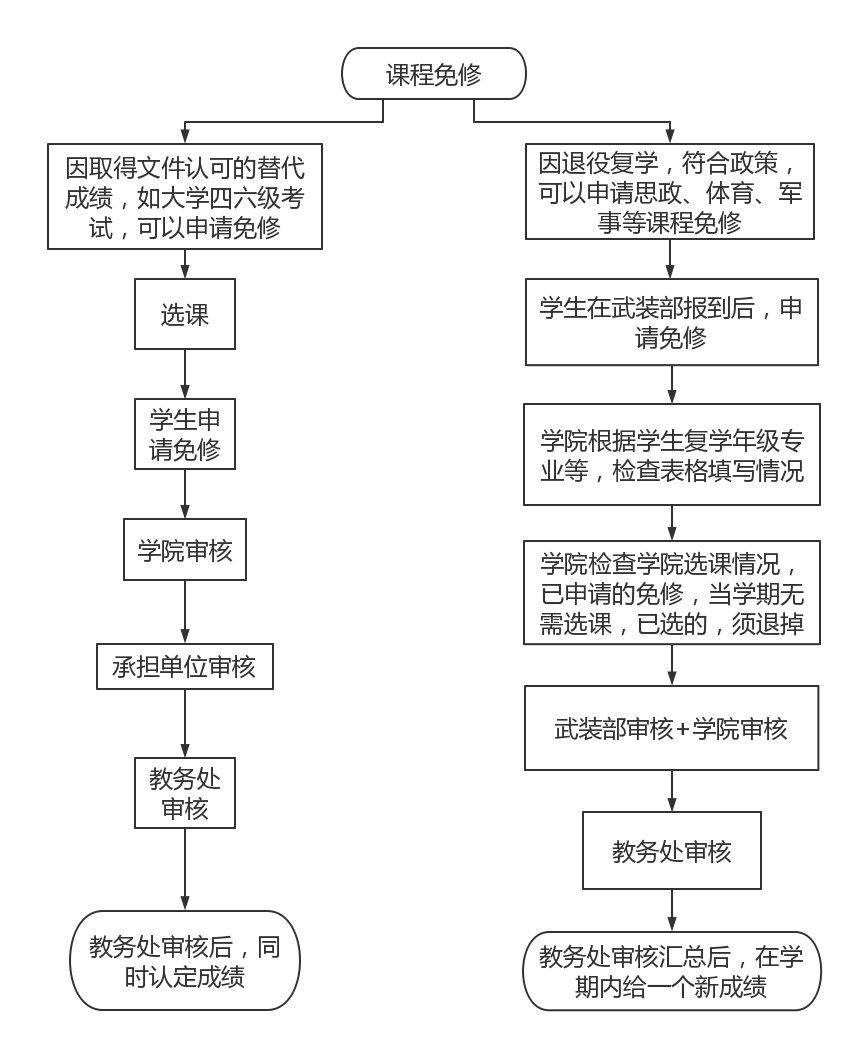 课程免修
因取得文件认可的替代
成绩，如大学四六级考
试，可以申请免修
选课
学生申
请免修
学院审核
承担单位审核
教务处
审核
教务处审核后，同
时认定成绩
因退役复学，符合政策，
可以申请思政、体育、军
事等课程免修
学生在武装部报到后，申
请免修
学院根据学生复学年级专
业等，检查表格填写情况
学院检查学院选课情况，
已申请的免修，当学期无
需选课，已选的，须退掉
武装部审核+学院审核
教务处审核
教务处审核汇总后，在学
期内给一个新成绩